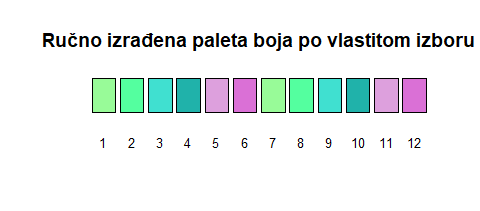 Ručno izrađena paleta boja po vlastitom izboru
1 2 3 4 5 6 7 8 9 10 11 12